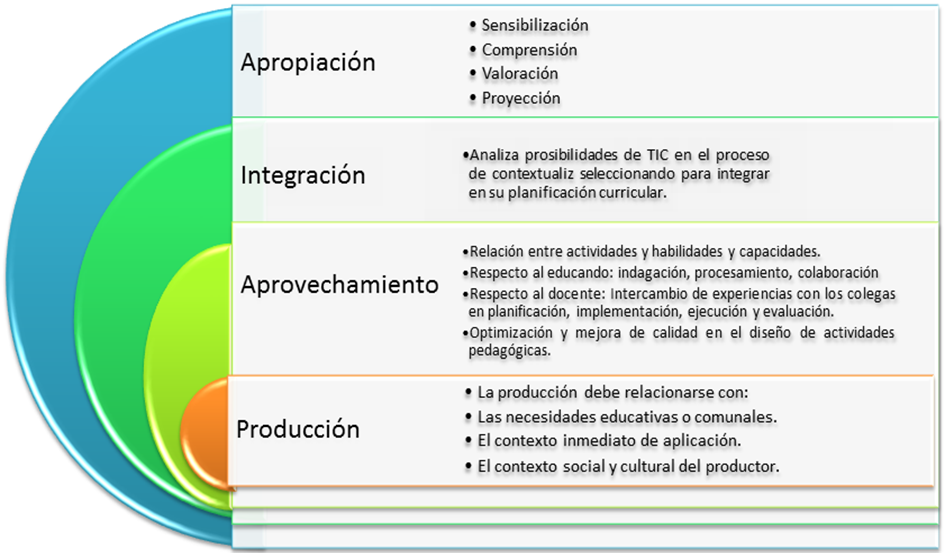 Apropiación
• Sensibilización
• Comprensión
• Valoración
• Proyección
Integración
•Analiza prosibilidades de TIC en el proceso
de contextualiz seleccionando para integrar
en su planificación curricular.
Aprovechamiento
•Relación entre actividades y habilidades y capacidades.
•Respecto al educando: indagación, procesamiento, colaboración
•Respecto al docente: Intercambio de experiencias con los colegas
en planificación, implementación, ejecución y evaluación.
•Optimización y mejora de calidad en el diseño de actividades
pedagógicas.
Producción
• La producción debe relacionarse con:
• Las necesidades educativas o comunales.
• El contexto inmediato de aplicación.
• El contexto social y cultural del productor.